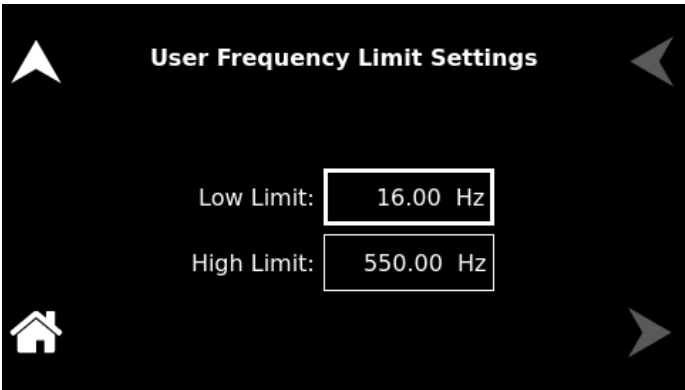 User Frequency Limit Settings
Low Limit: 16.00 Hz
High Limit: 550.00 Hz